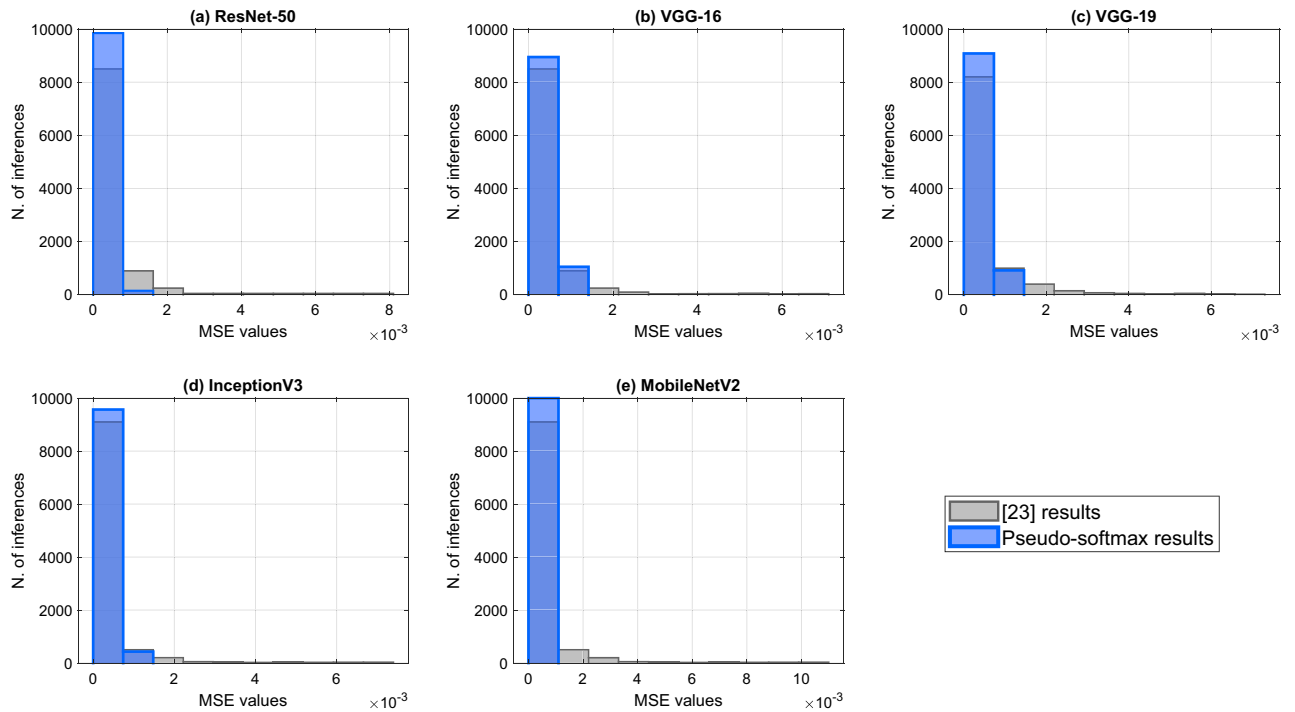 (a) ResNet-50
10000
8000
6000
4000
2000
0
N. of inferences
0 2 4 6 8
MSE values ×10-3
(b) VGG-16
10000
8000
6000
4000
2000
0
N. of inferences
0 2 4 6
MSE values ×10-3
(c) VGG-19
10000
8000
6000
4000
2000
0
N. of inferences
0 2 4 6
MSE values ×10-3
(d) InceptionV3
10000
8000
6000
4000
2000
0
N. of inferences
0 2 4 6
MSE values ×10-3
(e) MobileNetV2
10000
8000
6000
4000
2000
0
N. of inferences
0 2 4 6 8 10
MSE values ×10-3
[23] results
Pseudo-softmax results